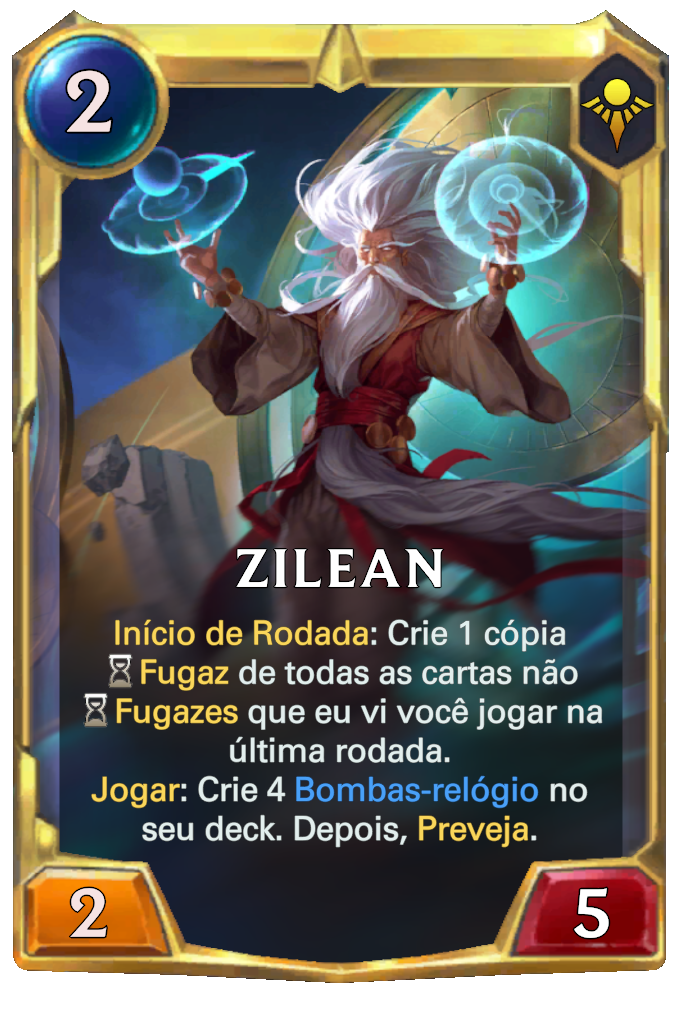 2
ZILEAN
Início de Rodada: Crie 1 cópia
Fugaz de todas as cartas não
Fugazes que eu vi você jogar na
última rodada.
Jogar: Crie 4 Bombas-relógio no
seu deck. Depois, Preveja.
2
5